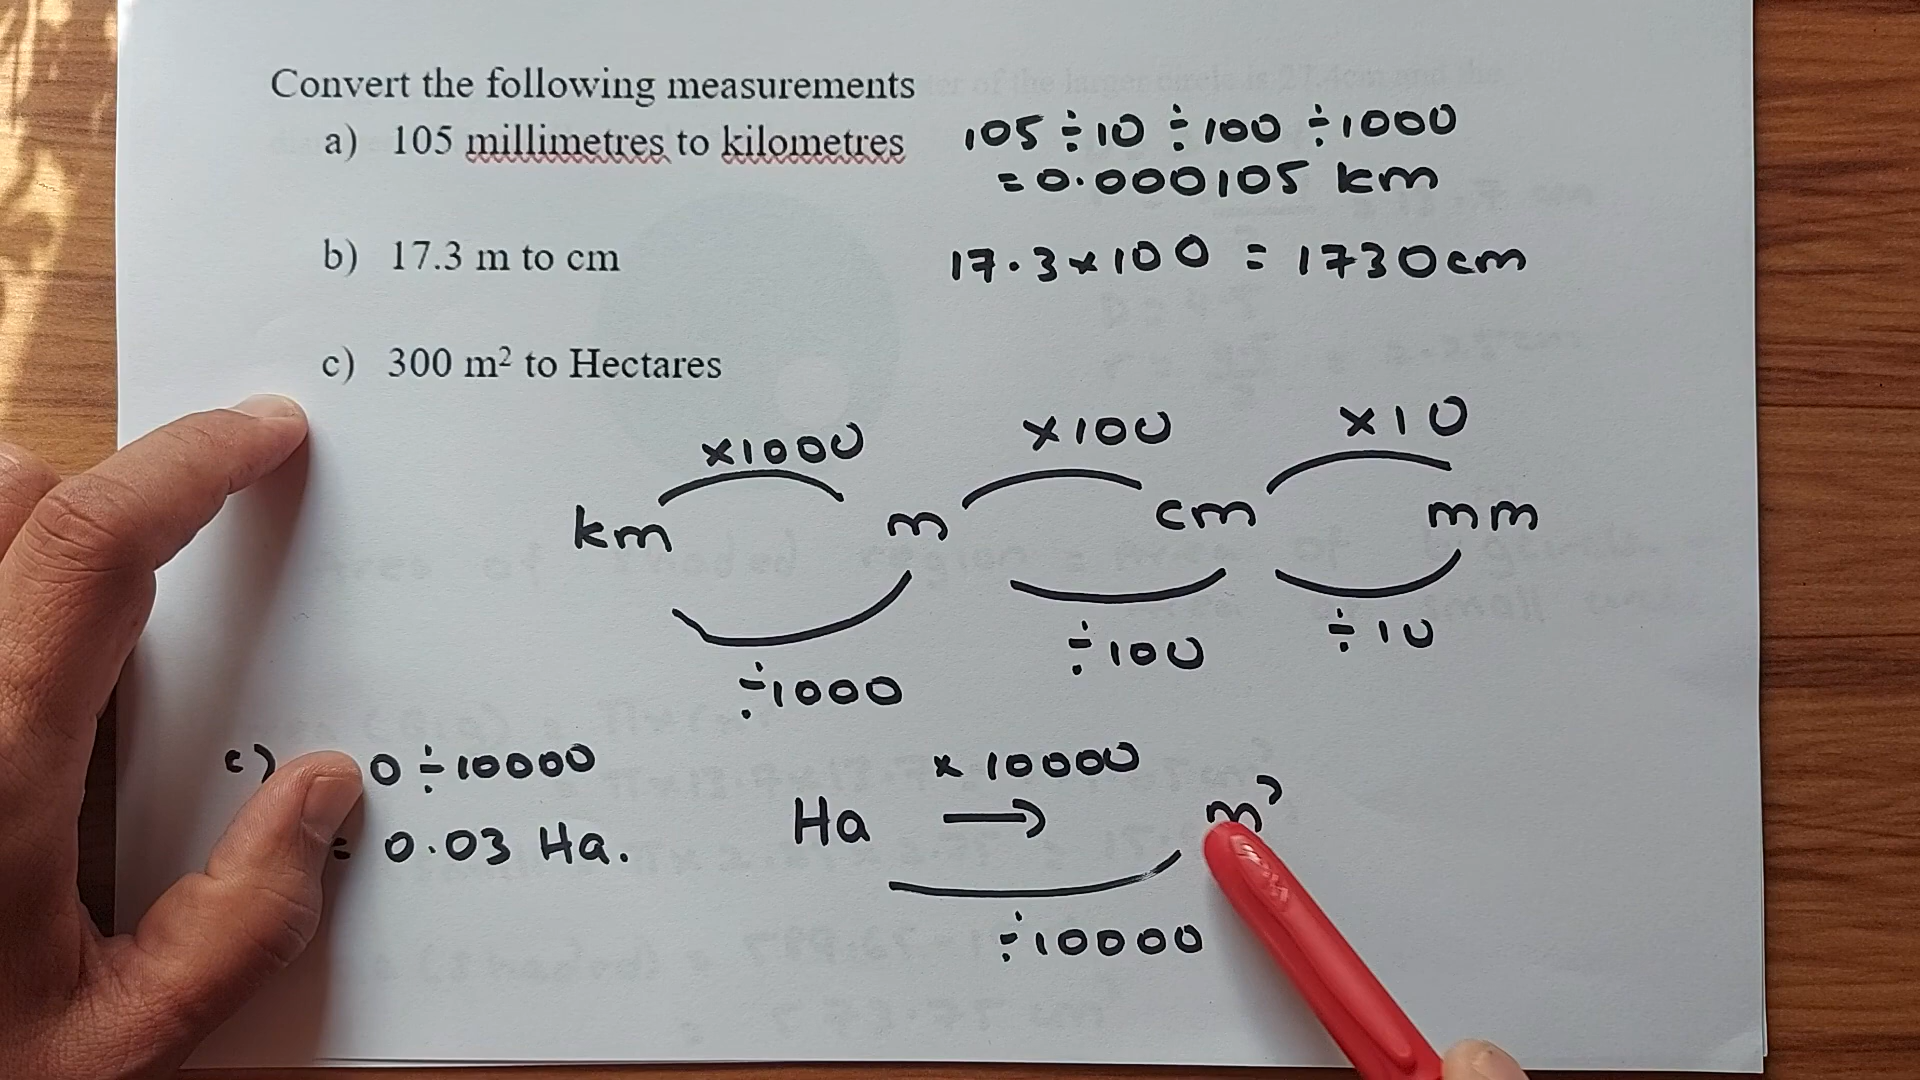 Convert the following measurements
a) 105 millimetres to kilometres
105 ÷ 10 ÷ 100 ÷ 1000
= 0.000105 km
b) 17.3 m to cm
17.3 × 100 = 1730 cm
c) 300 m² to Hectares
×1000 ×100 ×10
km m cm mm
÷1000 ÷100 ÷10
c) 0 ÷ 10000
= 0.03 Ha.
× 10000
Ha → m²
÷10000